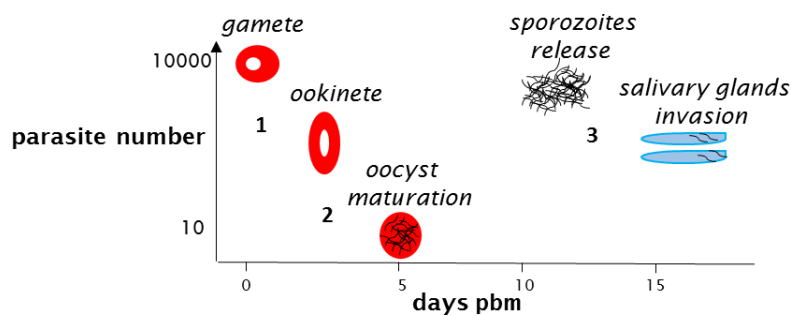 gamete
10000
ookinete
1
parasite number
oocyst
maturation
2
10
sporozoites
release
salivary glands
invasion
3
0
5
10
15
days pbm